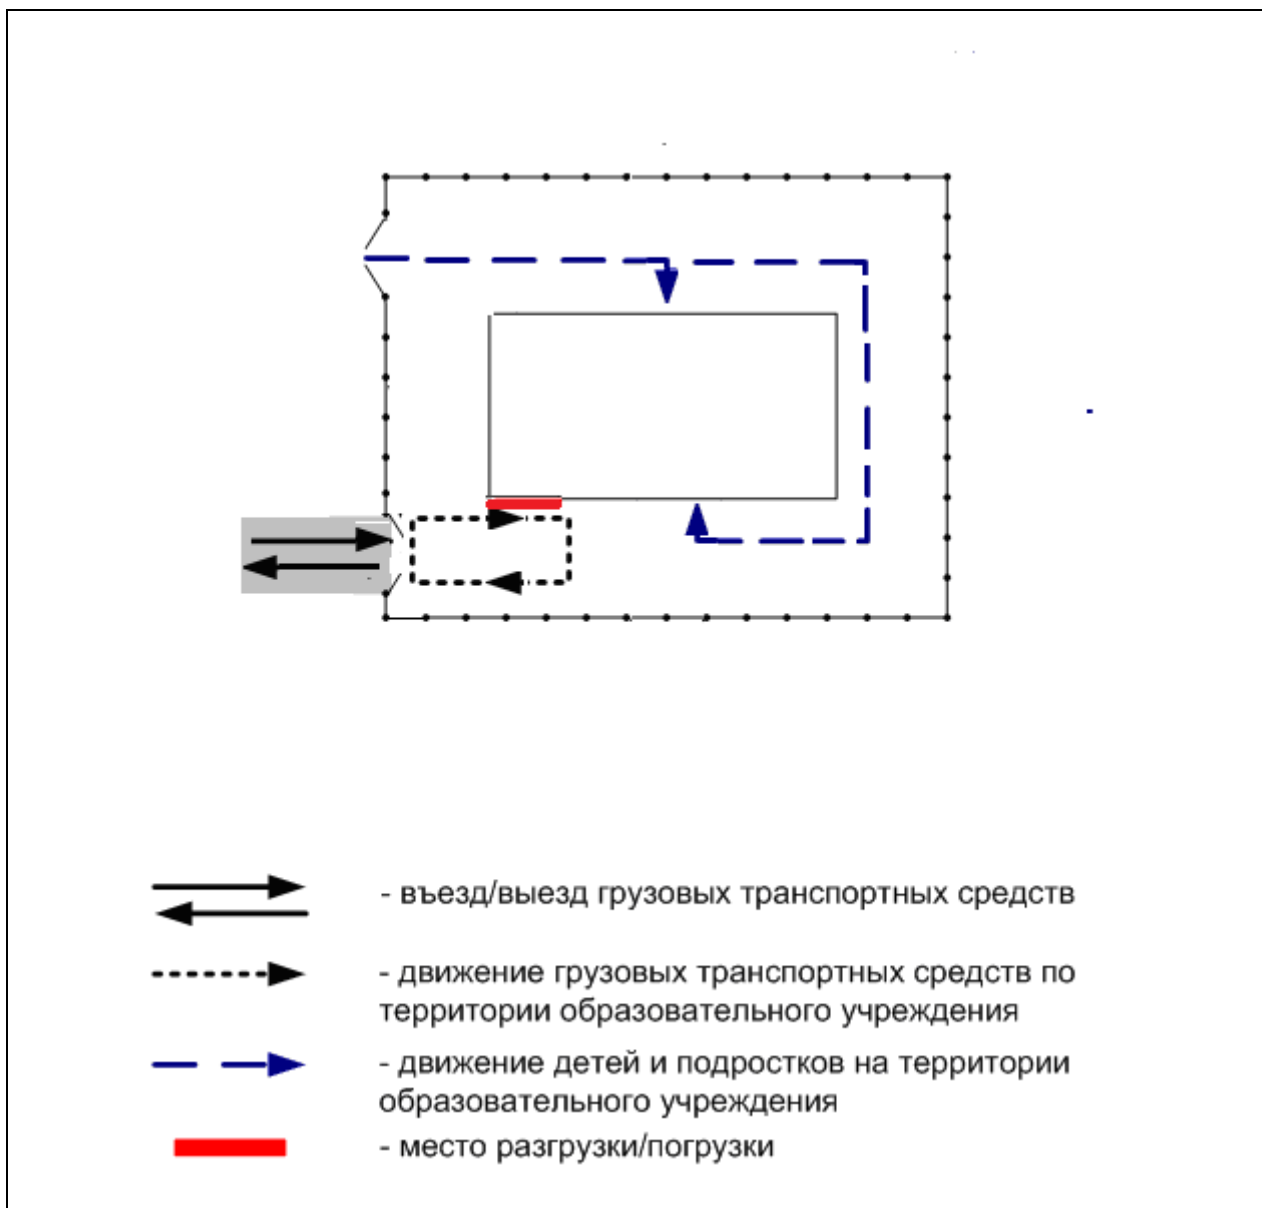 - въезд/выезд грузовых транспортных средств
- движение грузовых транспортных средств по
территории образовательного учреждения
- движение детей и подростков на территории
образовательного учреждения
- место разгрузки/погрузки